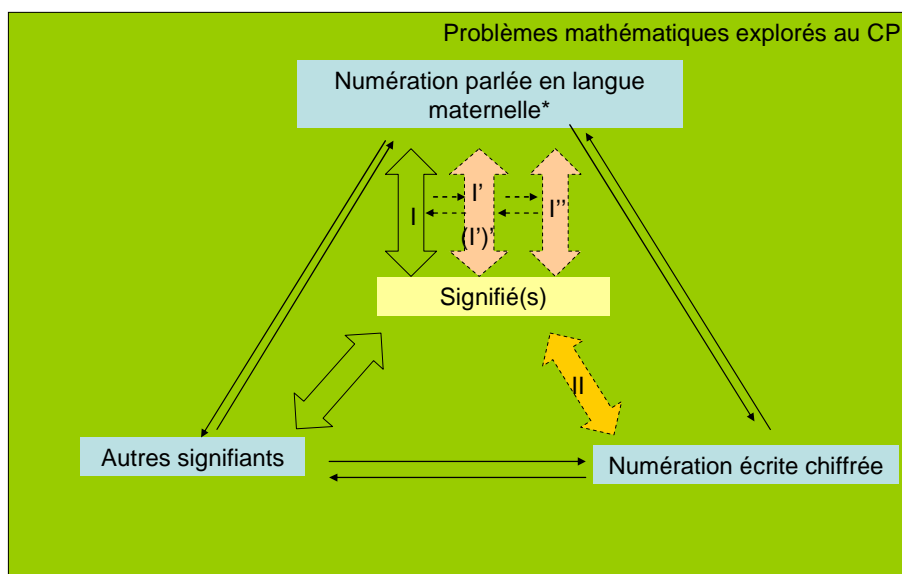 Problèmes mathématiques explorés au CP
Numération parlée en langue
maternelle*
I
I'
(I')'
I''
Signifié(s)
II
Autres signifiants
Numération écrite chiffrée